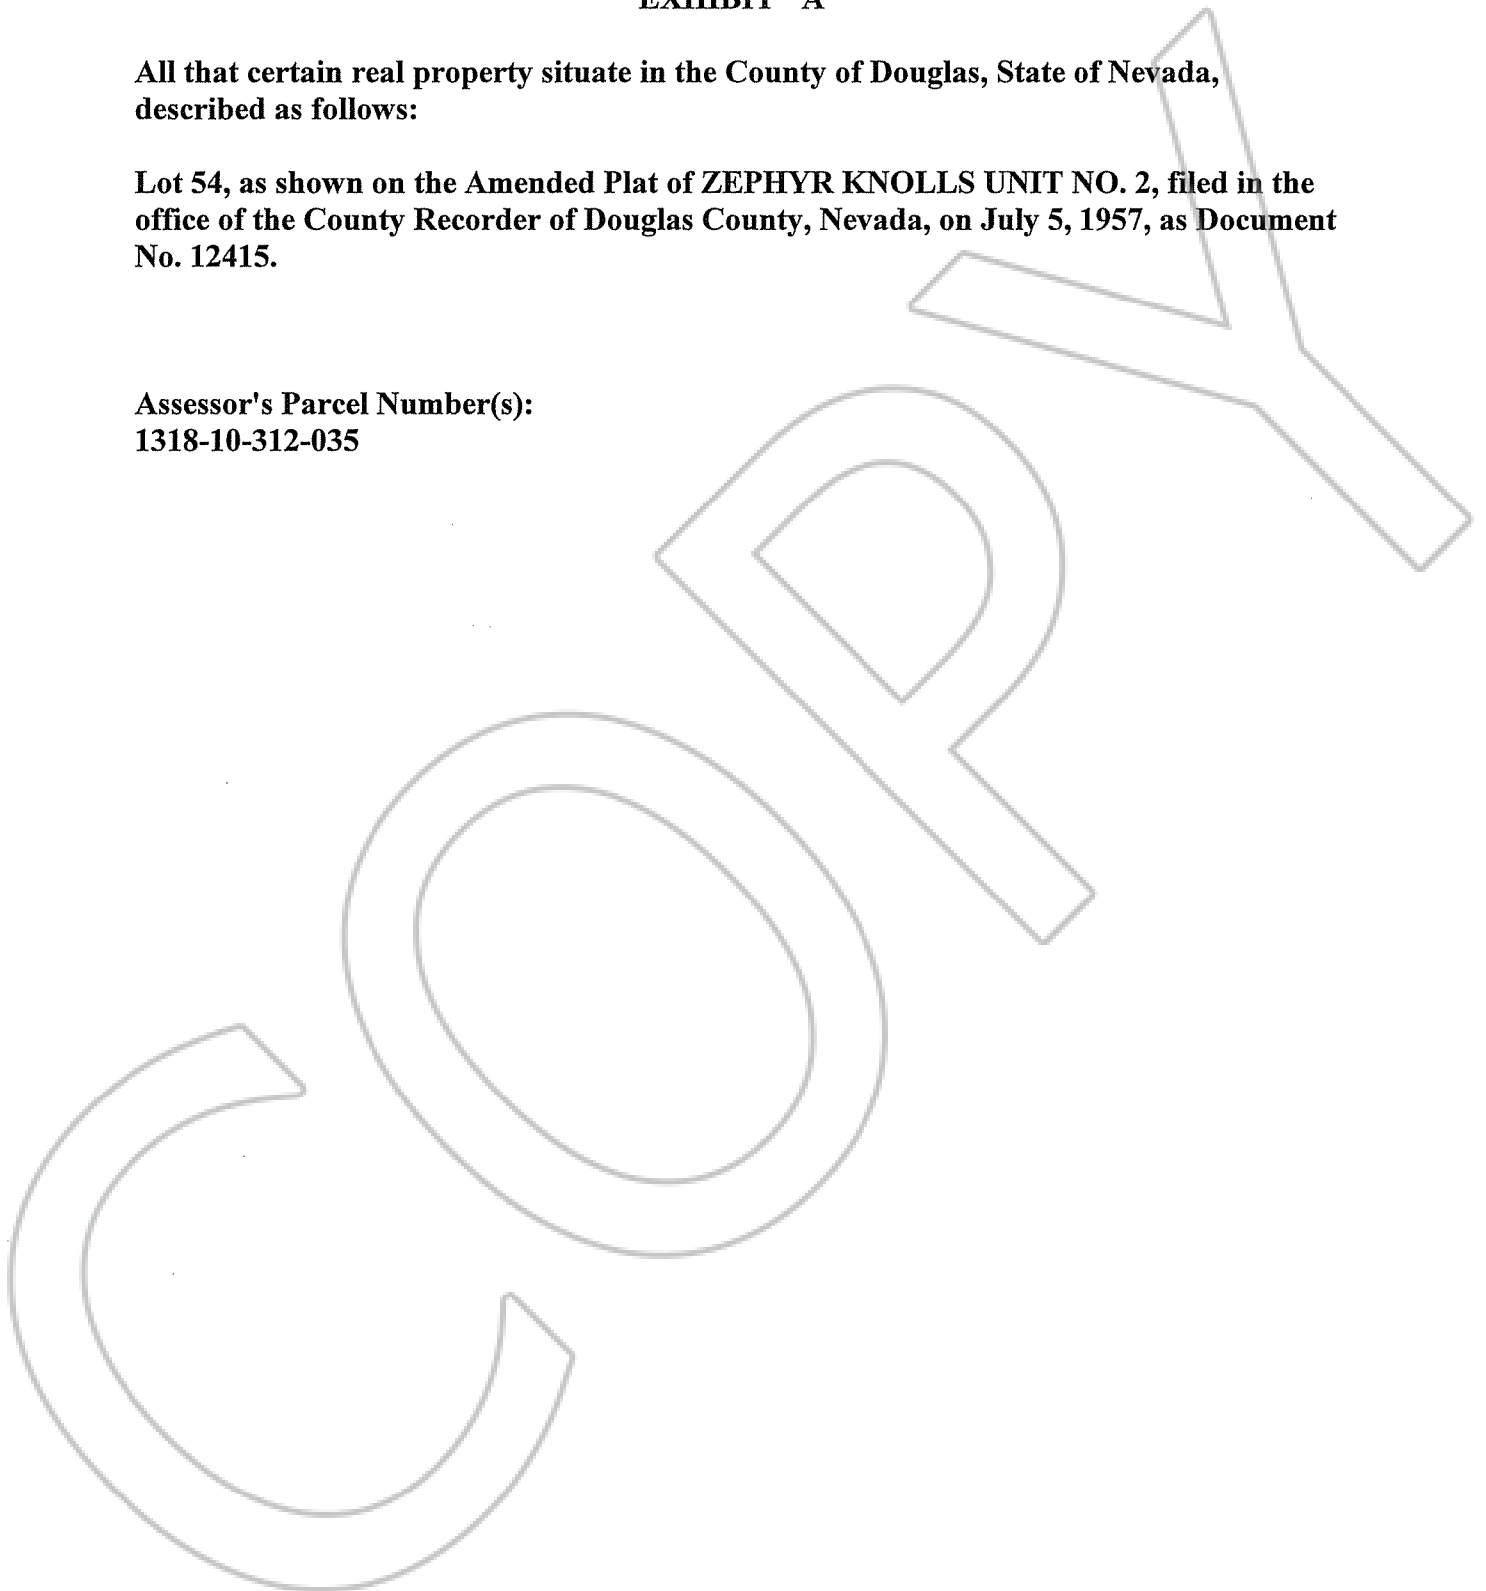 EXHIBIT "A"
All that certain real property situate in the County of Douglas, State of Nevada,
described as follows:
Lot 54, as shown on the Amended Plat of ZEPHYR KNOLLS UNIT NO. 2, filed in the
office of the County Recorder of Douglas County, Nevada, on July 5, 1957, as Document
No. 12415.
Assessor's Parcel Number(s):
1318-10-312-035
COPY